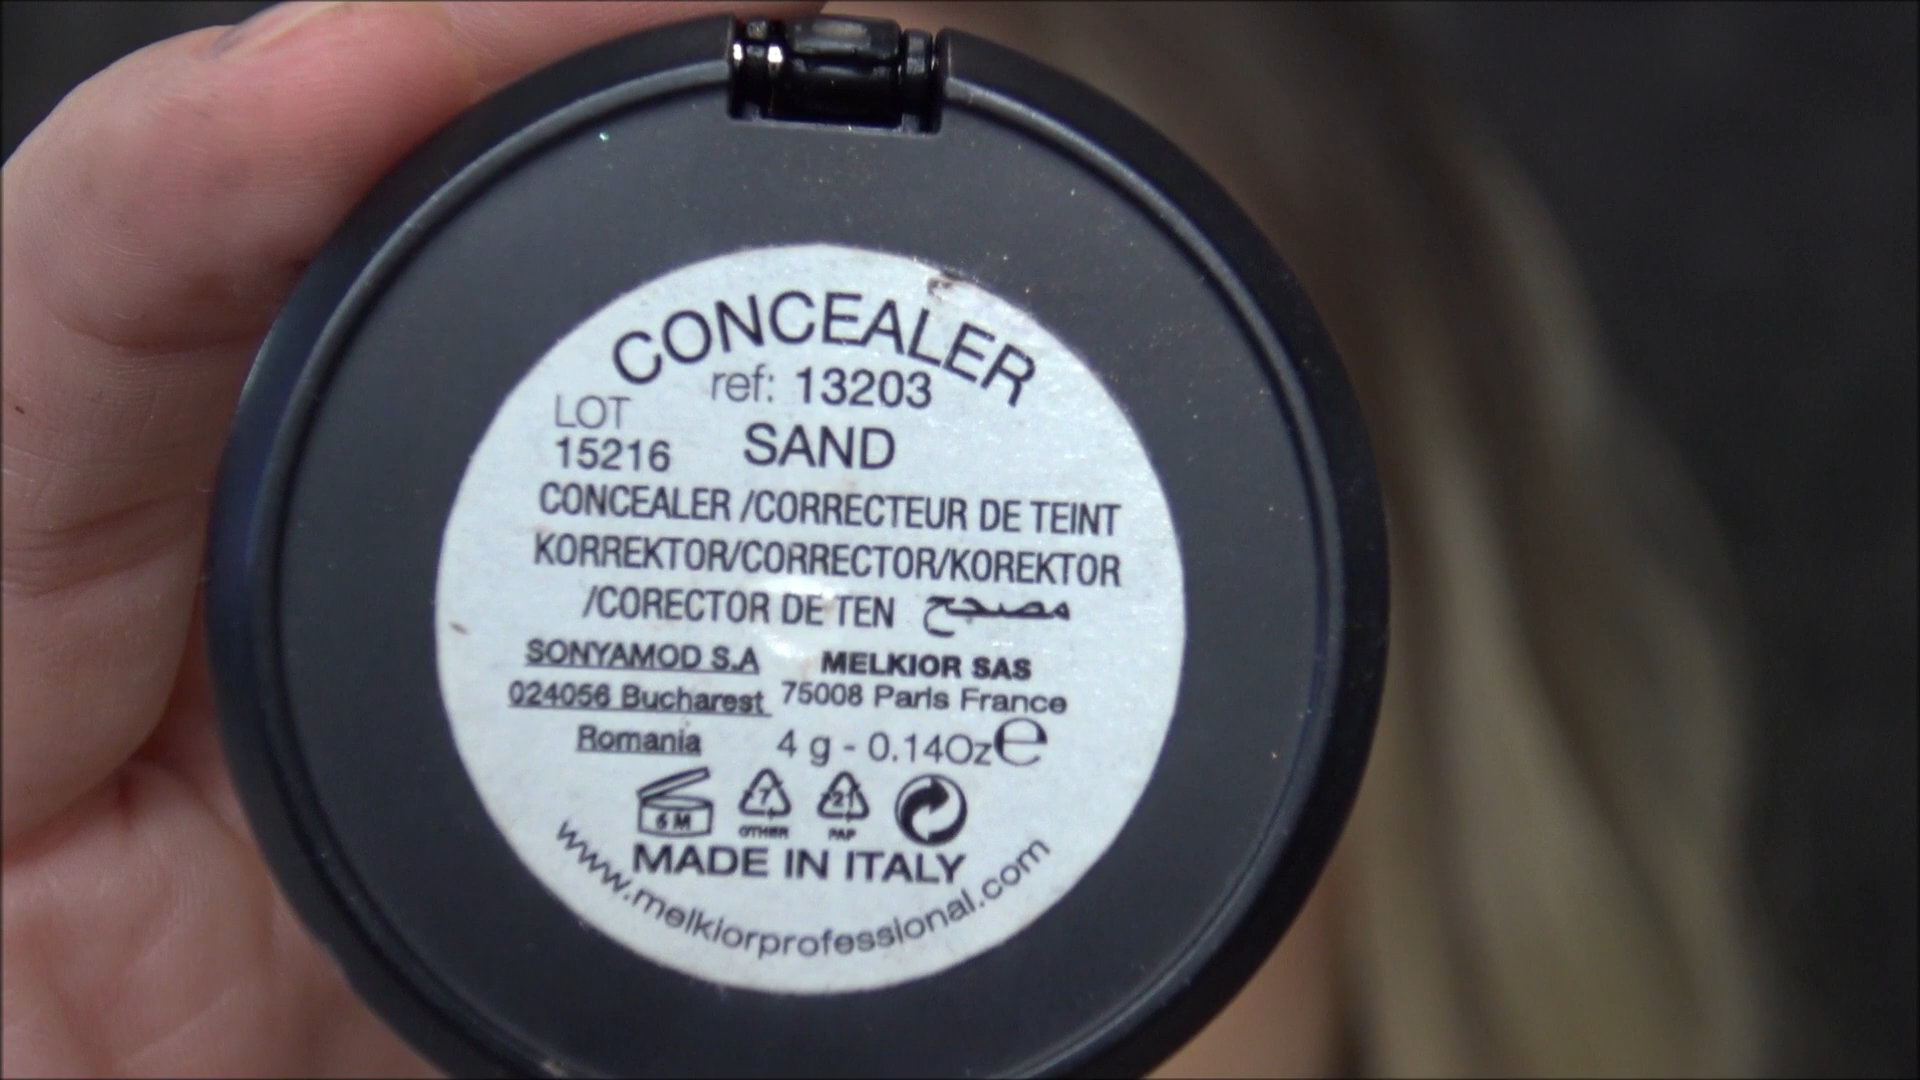 CONCEALER
ref: 13203
LOT
15216
SAND
CONCEALER /CORRECTEUR DE TEINT
KORREKTOR/CORRECTOR/KOREKTOR
/CORECTOR DE TEN مصحح
SONYAMOD S.A
024056 Bucharest
Romania
MELKIOR SAS
75008 Paris France
4 g - 0.14Oz ℮
6 M
7
OTHER
21
PAP
MADE IN ITALY
www.melkiorprofessional.com